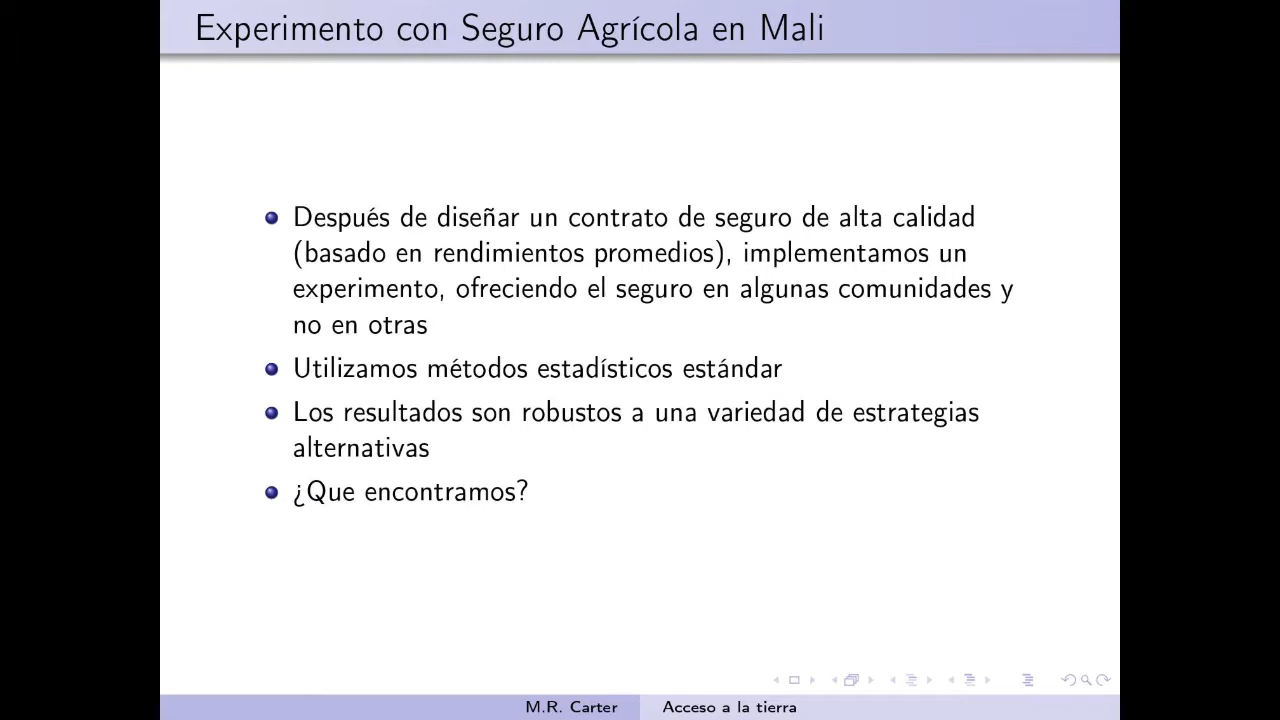 Experimento con Seguro Agrícola en Mali
Después de diseñar un contrato de seguro de alta calidad
(basado en rendimientos promedios), implementamos un
experimento, ofreciendo el seguro en algunas comunidades y
no en otras
Utilizamos métodos estadísticos estándar
Los resultados son robustos a una variedad de estrategias
alternativas
¿Que encontramos?
M.R. Carter
Acceso a la tierra